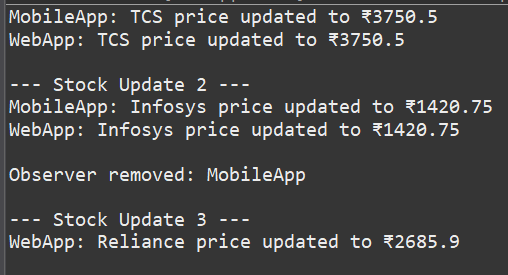 MobileApp: TCS price updated to ₹3750.5
WebApp: TCS price updated to ₹3750.5
--- Stock Update 2 ---
MobileApp: Infosys price updated to ₹1420.75
WebApp: Infosys price updated to ₹1420.75
Observer removed: MobileApp
--- Stock Update 3 ---
WebApp: Reliance price updated to ₹2685.9